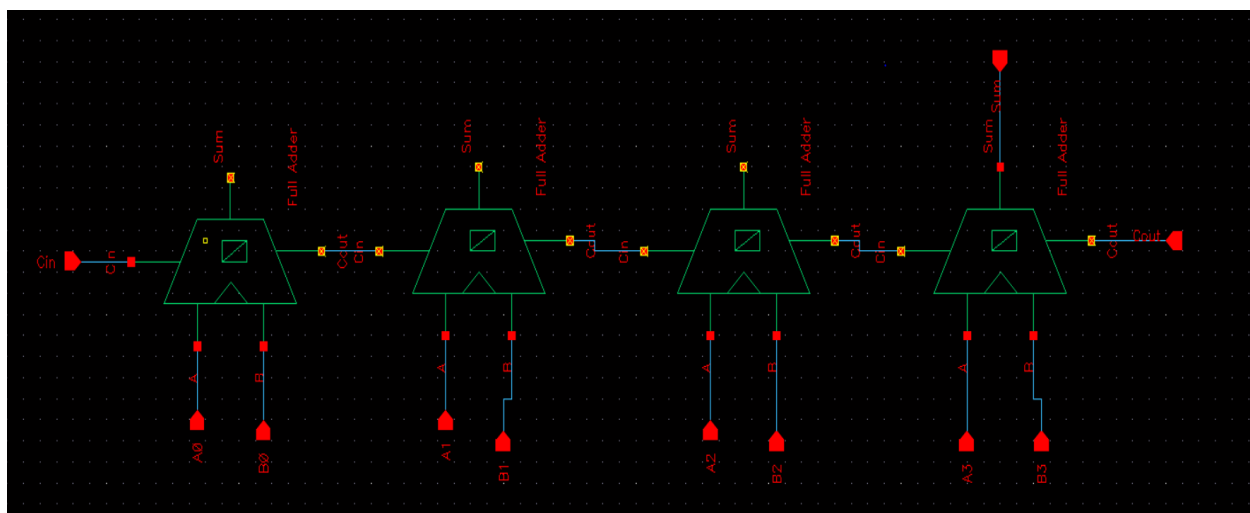 Sum
Full Adder
Sum
Full Adder
Sum
Full Adder
Sum
Sum
Full Adder
Cin
Cin
Cout
Cin
Cout
Cin
Cout
Cin
Cout
Cout
A
B
A
B
A
B
A
B
A0
B0
A1
B1
A2
B2
A3
B3